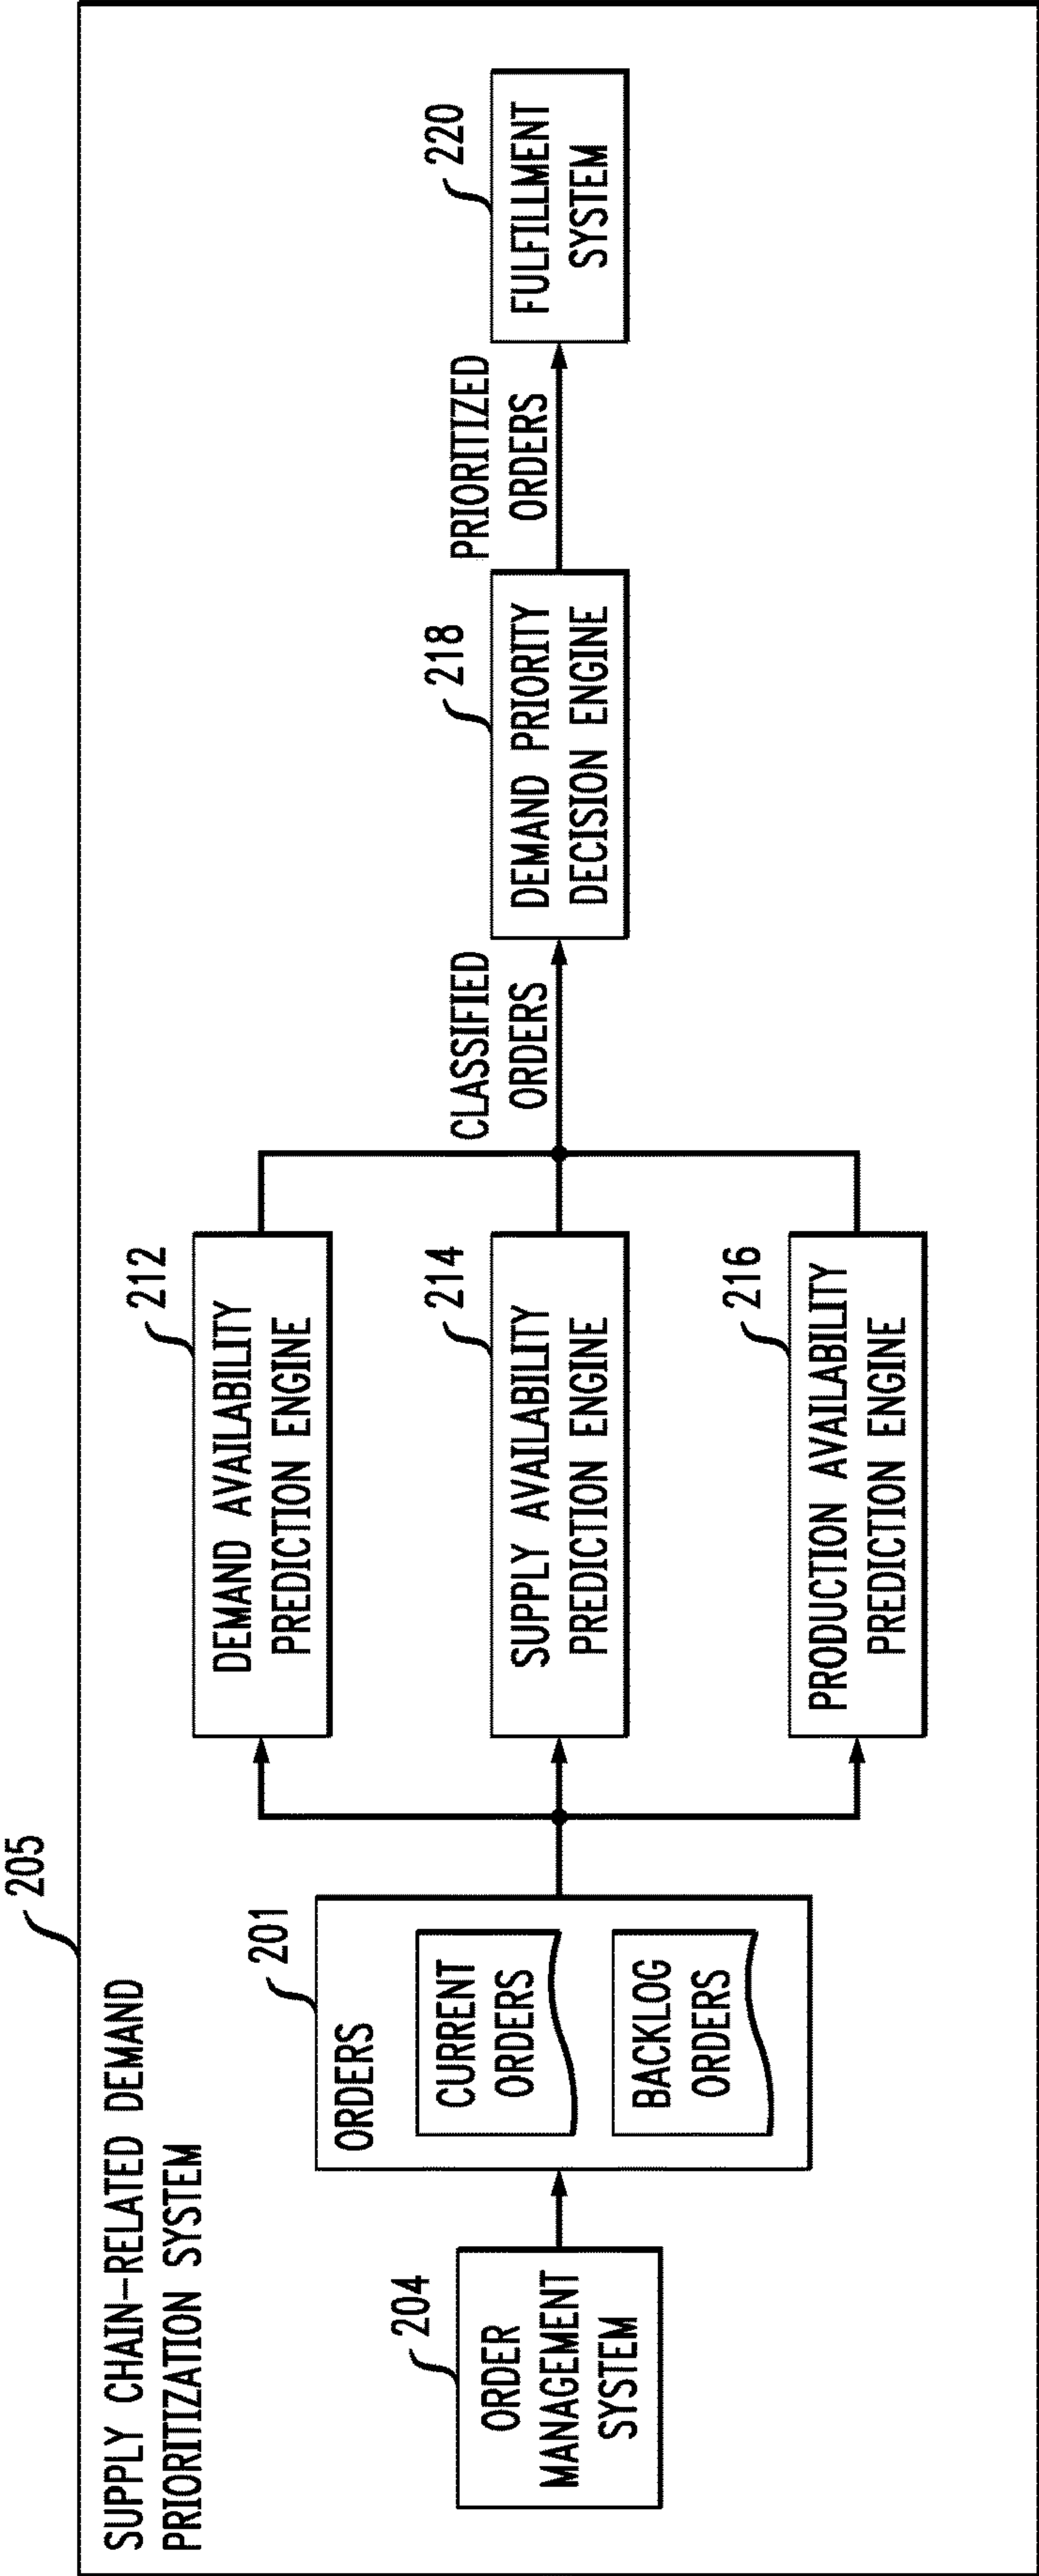 205
SUPPLY CHAIN-RELATED DEMAND
PRIORITIZATION SYSTEM
204
ORDER
MANAGEMENT
SYSTEM
201
ORDERS
CURRENT
ORDERS
BACKLOG
ORDERS
212
DEMAND AVAILABILITY
PREDICTION ENGINE
214
SUPPLY AVAILABILITY
PREDICTION ENGINE
216
PRODUCTION AVAILABILITY
PREDICTION ENGINE
CLASSIFIED
ORDERS
218
DEMAND PRIORITY
DECISION ENGINE
PRIORITIZED
ORDERS
220
FULFILLMENT
SYSTEM